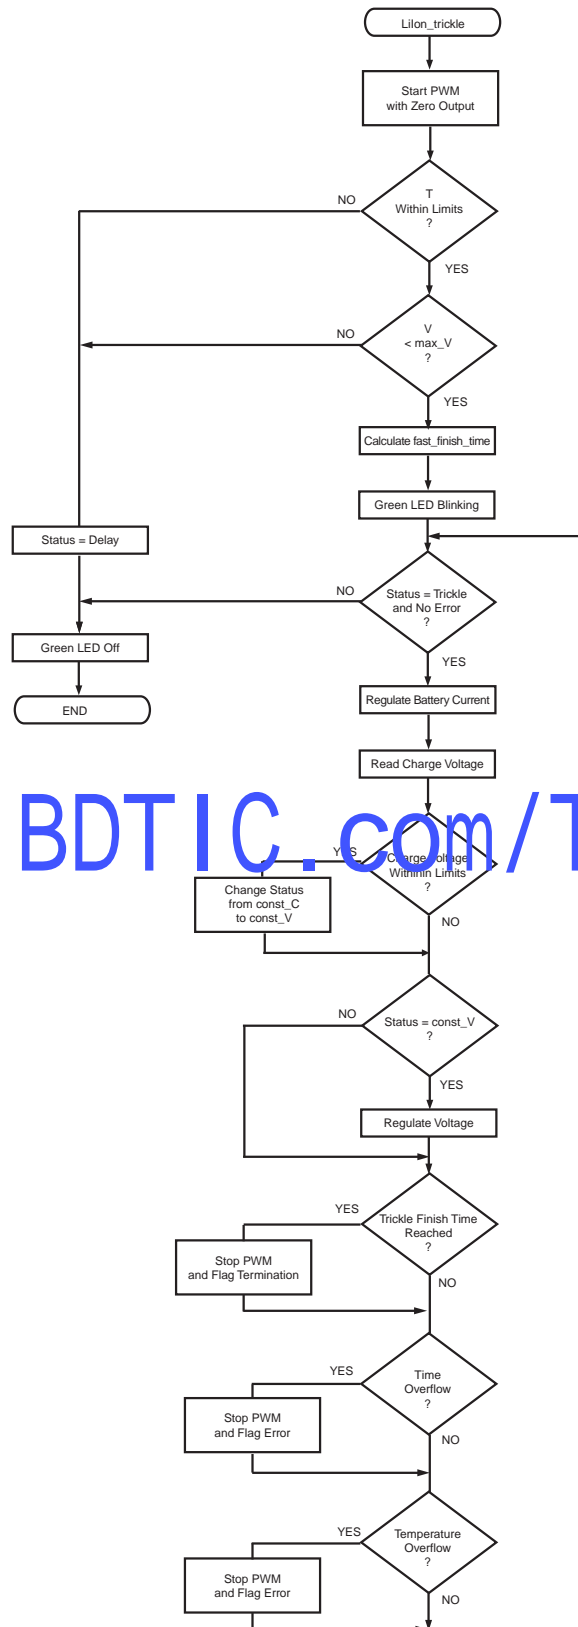 LiIon_trickle
Start PWM
with Zero Output
T
Within Limits
?
NO
YES
V
< max_V
?
NO
YES
Calculate fast_finish_time
Green LED Blinking
Status = Delay
Status = Trickle
and No Error
?
NO
YES
Green LED Off
END
Regulate Battery Current
Read Charge Voltage
BDTIC.com/T
Charge Voltage
Withinin Limits
?
YES
NO
Change Status
from const_C
to const_V
Status = const_V
?
NO
YES
Regulate Voltage
Trickle Finish Time
Reached
?
YES
NO
Stop PWM
and Flag Termination
Time
Overflow
?
YES
NO
Stop PWM
and Flag Error
Temperature
Overflow
?
YES
NO
Stop PWM
and Flag Error